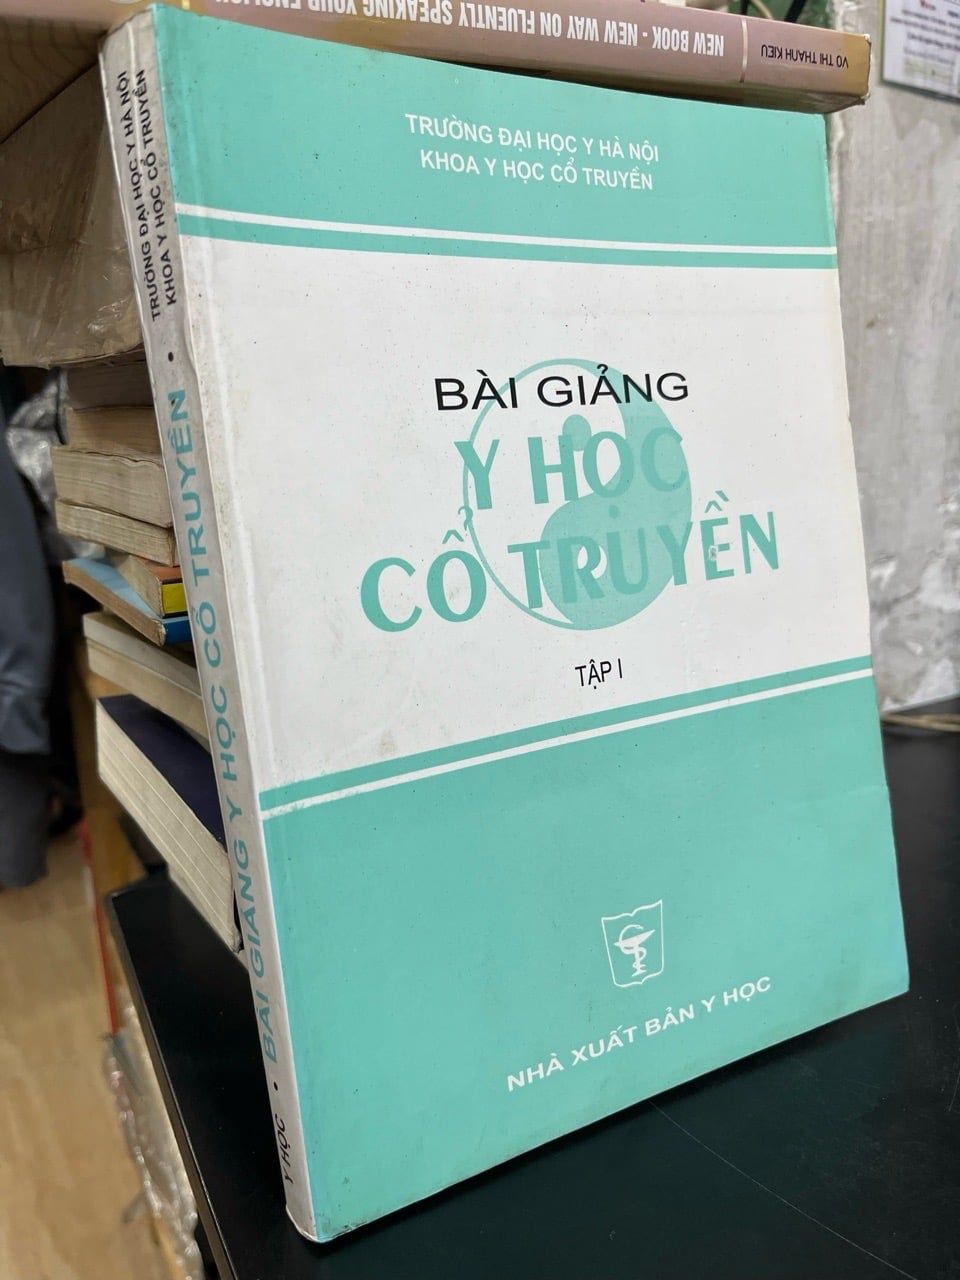 NEW BOOK - NEW WAY ON FLUENTLY SPEAKING YOUR ENGLISH
VO THI THANH KIEU
TRƯỜNG ĐẠI HỌC Y HÀ NỘI
KHOA Y HỌC CỔ TRUYỀN
BÀI GIẢNG
Y HỌC
CỔ TRUYỀN
TẬP I
NHÀ XUẤT BẢN Y HỌC
TRƯỜNG ĐẠI HỌC Y HÀ NỘI
KHOA Y HỌC CỔ TRUYỀN
• BÀI GIẢNG Y HỌC CỔ TRUYỀN •
Y HỌC